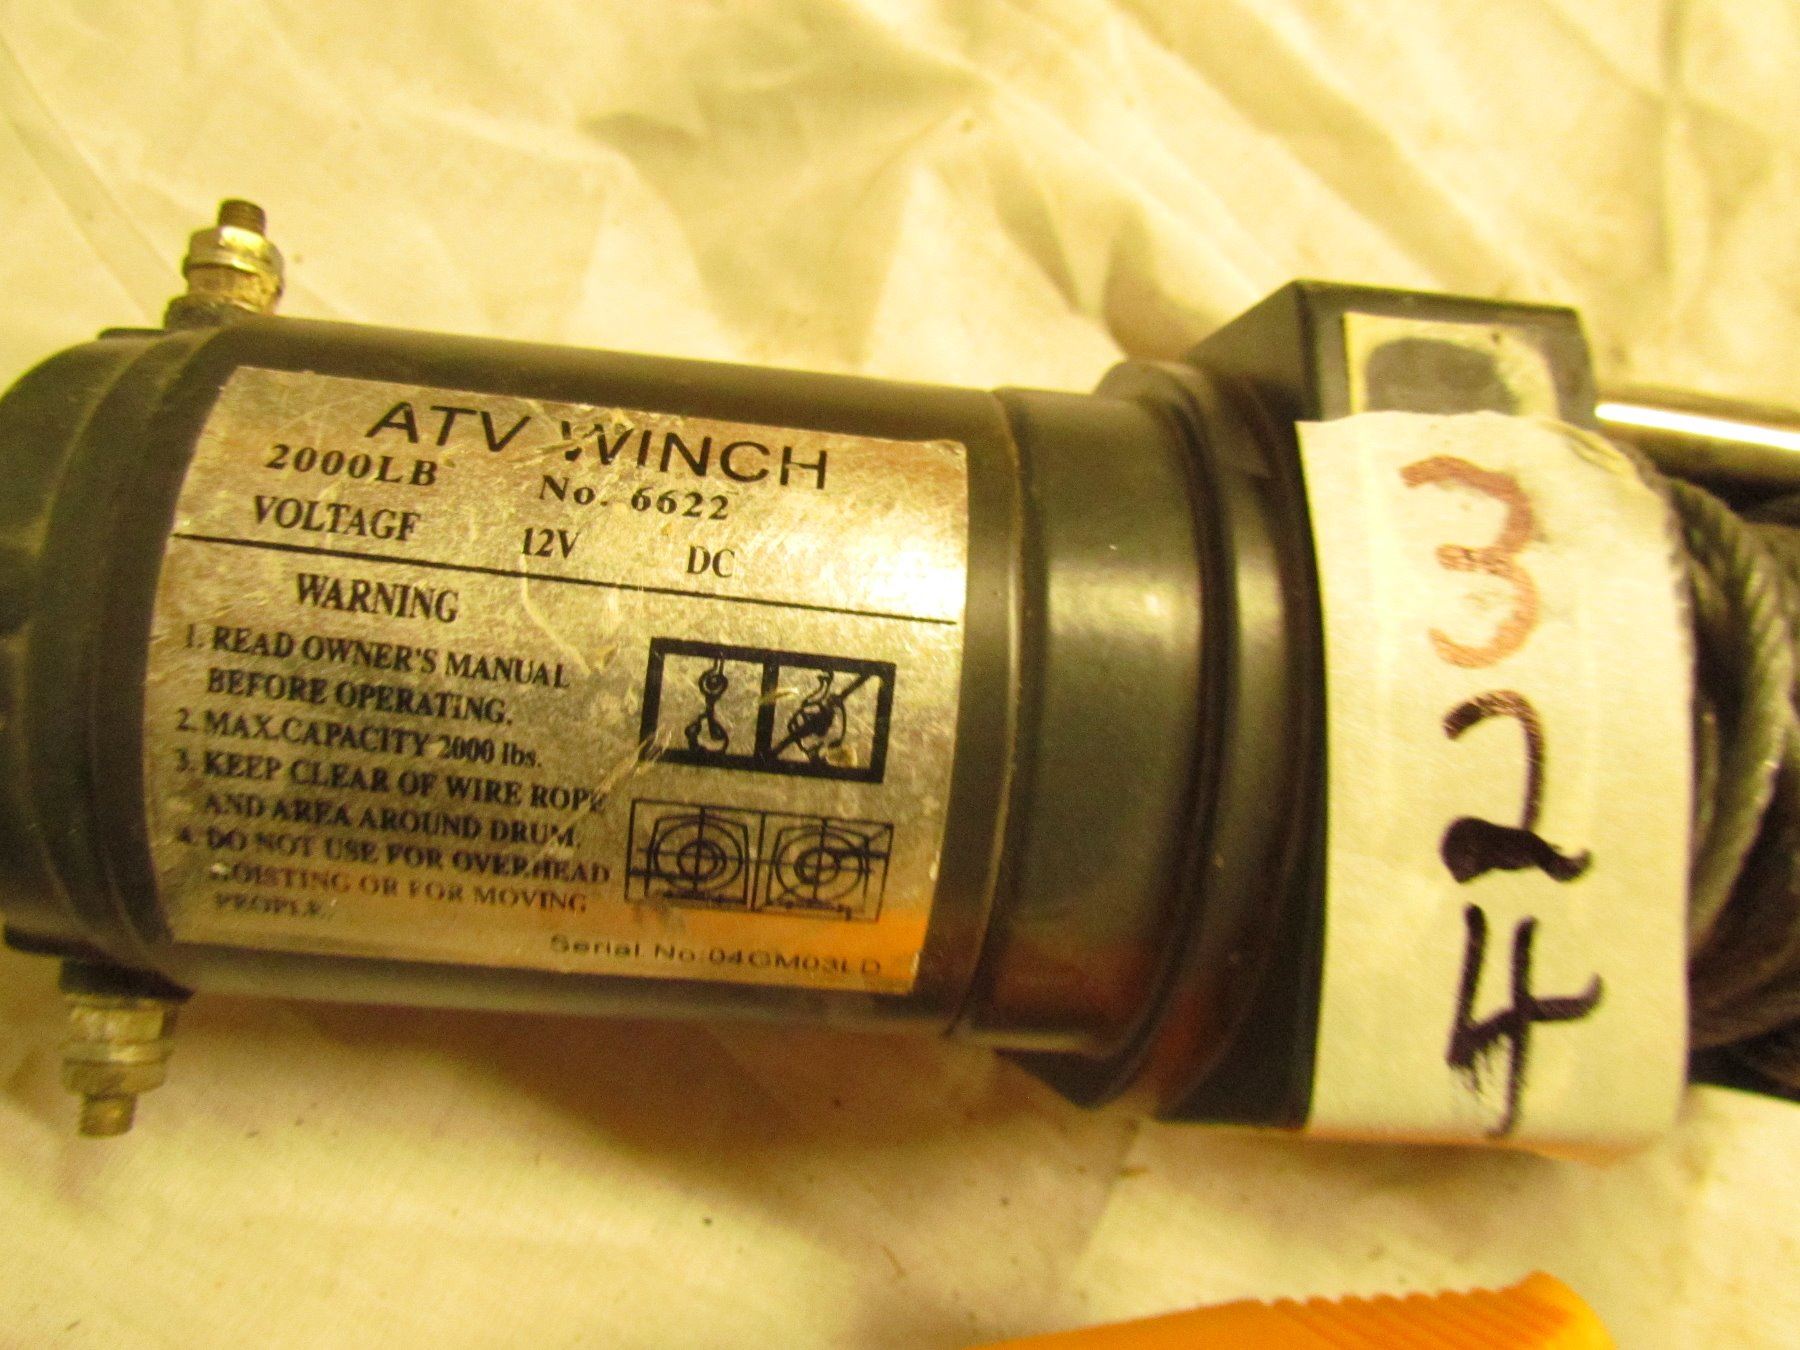 ATV WINCH
2000LB No. 6622
VOLTAGE 12V DC
WARNING
1. READ OWNER'S MANUAL
BEFORE OPERATING.
2. MAX.CAPACITY 2000 lbs.
3. KEEP CLEAR OF WIRE ROPE
AND AREA AROUND DRUM.
4. DO NOT USE FOR OVERHEAD
HOISTING OR FOR MOVING
PEOPLE.
Serial No:04GM03LD
423